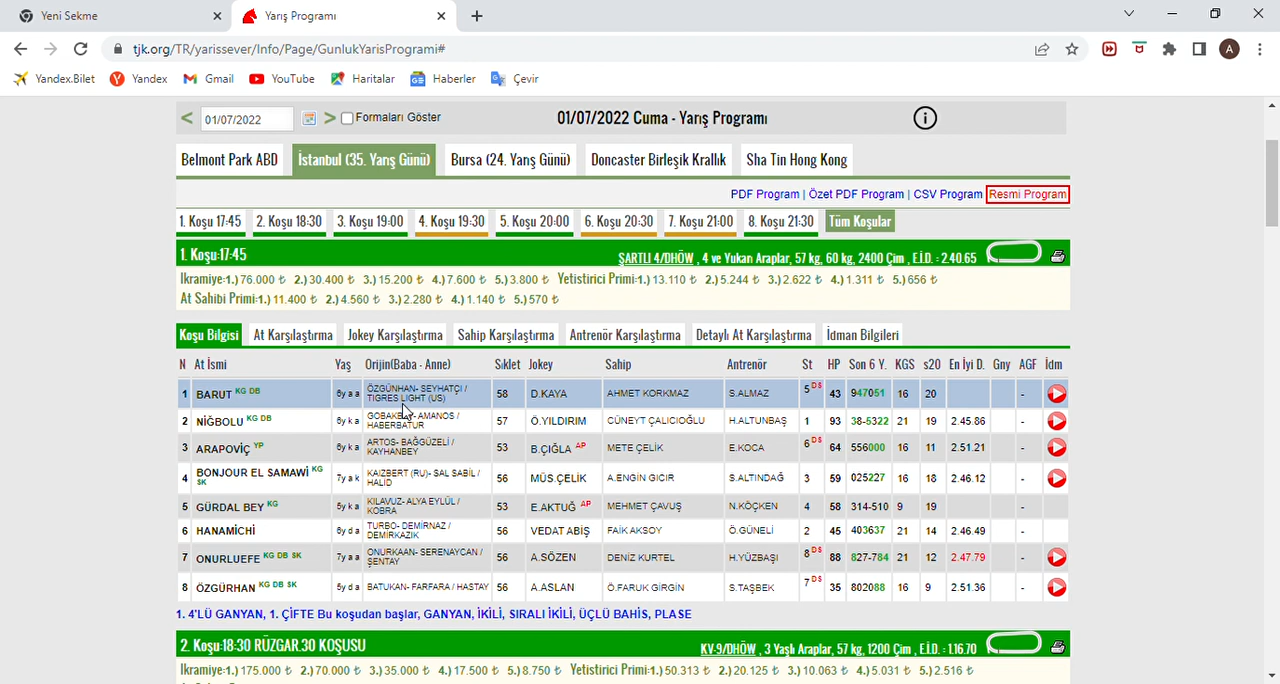 Yeni Sekme
Yarış Programı
tjk.org/TR/yarissever/Info/Page/GunlukYarisProgrami#
A
Yandex.Bilet Yandex Gmail YouTube Haritalar Haberler Çevir
< 01/07/2022 > Formaları Göster 01/07/2022 Cuma - Yarış Programı
Belmont Park ABD İstanbul (35. Yarış Günü) Bursa (24. Yarış Günü) Doncaster Birleşik Krallık Sha Tin Hong Kong
PDF Program | Özet PDF Program | CSV Program Resmi Program
1. Koşu 17:45 2. Koşu 18:30 3. Koşu 19:00 4. Koşu 19:30 5. Koşu 20:00 6. Koşu 20:30 7. Koşu 21:00 8. Koşu 21:30 Tüm Koşular
1. Koşu:17:45 ŞARTLI 4/DHÖW , 4 ve Yukarı Araplar, 57 kg, 60 kg, 2400 Çim , E.İ.D. : 2.40.65
Ikramiye:1.) 76.000 ₺ 2.) 30.400 ₺ 3.) 15.200 ₺ 4.) 7.600 ₺ 5.) 3.800 ₺ Yetistirici Primi:1.) 13.110 ₺ 2.) 5.244 ₺ 3.) 2.622 ₺ 4.) 1.311 ₺ 5.) 656 ₺
At Sahibi Primi:1.) 11.400 ₺ 2.) 4.560 ₺ 3.) 2.280 ₺ 4.) 1.140 ₺ 5.) 570 ₺
Koşu Bilgisi At Karşılaştırma Jokey Karşılaştırma Sahip Karşılaştırma Antrenör Karşılaştırma Detaylı At Karşılaştırma İdman Bilgileri
N At İsmi Yaş Orijin(Baba - Anne) Sıklet Jokey Sahip Antrenör St HP Son 6 Y. KGS s20 En İyi D. Gny AGF İdm
1 BARUT KG DB 6y a a ÖZGÜNHAN- SEYHATÇI / TIGRES LIGHT (US) 58 D.KAYA AHMET KORKMAZ S.ALMAZ 5 DS 43 947051 16 20 -
2 NİĞBOLU KG DB 6y k a GOBAKBA- AMANOS / HABERBATUR 57 Ö.YILDIRIM CÜNEYT ÇALICIOĞLU H.ALTUNBAŞ 1 93 38-5322 21 19 2.45.86 -
3 ARAPOVİÇ YP 6y k a ARTOS- BAĞGÜZELİ / KAYHANBEY 53 B.ÇIĞLA AP METE ÇELİK E.KOCA 6 DS 64 556000 16 11 2.51.21 -
4 BONJOUR EL SAMAWİ KG SK 7y a k KAIZBERT (RU)- SAL SABİL / HALID 56 MÜS.ÇELİK A.ENGİN GICIR S.ALTINDAĞ 3 59 025227 16 18 2.46.12 -
5 GÜRDAL BEY KG 5y k a KILAVUZ- ALYA EYLÜL / KOBRA 53 E.AKTUĞ AP MEHMET ÇAVUŞ N.KÖÇKEN 4 58 314-510 9 19 -
6 HANAMİCHİ 6y d a TURBO- DEMİRNAZ / DEMİRKAZIK 56 VEDAT ABİŞ FAİK AKSOY Ö.GÜNELİ 2 45 403637 21 14 2.46.49 -
7 ONURLUEFE KG DB SK 7y a a ONURKAAN- SERENAYCAN / ŞENTAY 56 A.SÖZEN DENİZ KURTEL H.YÜZBAŞI 8 DS 88 827-784 21 12 2.47.79 -
8 ÖZGÜRHAN KG DB SK 5y d a BATUKAN- FARFARA / HASTAY 56 A.ASLAN Ö.FARUK GİRGİN S.TAŞBEK 7 DS 35 802088 16 9 2.51.36 -
1. 4'LÜ GANYAN, 1. ÇİFTE Bu koşudan başlar, GANYAN, İKİLİ, SIRALI İKİLİ, ÜÇLÜ BAHİS, PLASE
2. Koşu:18:30 RÜZGAR.30 KOŞUSU KV-9/DHÖW , 3 Yaşlı Araplar, 57 kg, 1200 Çim , E.İ.D. : 1.16.70
Ikramiye:1.) 175.000 ₺ 2.) 70.000 ₺ 3.) 35.000 ₺ 4.) 17.500 ₺ 5.) 8.750 ₺ Yetistirici Primi:1.) 50.313 ₺ 2.) 20.125 ₺ 3.) 10.063 ₺ 4.) 5.031 ₺ 5.) 2.516 ₺